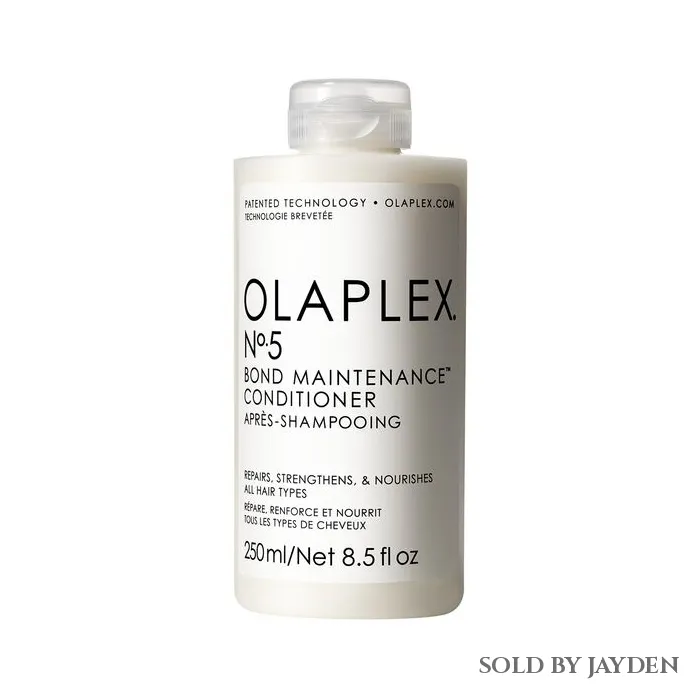 PATENTED TECHNOLOGY • OLAPLEX.COM
TECHNOLOGIE BREVETÉE
OLAPLEX.
Nº.5
BOND MAINTENANCE™
CONDITIONER
APRÈS-SHAMPOOING
REPAIRS, STRENGTHENS, & NOURISHES
ALL HAIR TYPES
RÉPARE, RENFORCE ET NOURRIT
TOUS LES TYPES DE CHEVEUX
250ml/Net 8.5 fl oz
SOLD BY JAYDEN